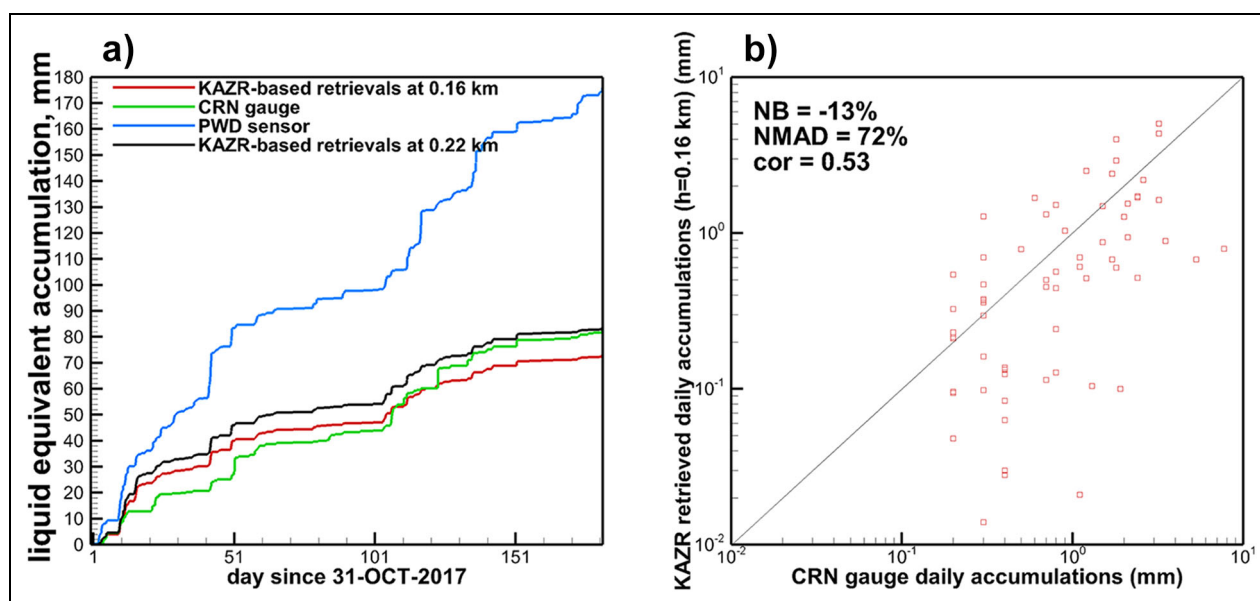 a)
liquid equivalent accumulation, mm
180
170
160
150
140
130
120
110
100
90
80
70
60
50
40
30
20
10
0
KAZR-based retrievals at 0.16 km
CRN gauge
PWD sensor
KAZR-based retrievals at 0.22 km
1
51
101
151
day since 31-OCT-2017
b)
KAZR retrieved daily accumulations (h=0.16 km) (mm)
10¹
10⁰
10⁻¹
10⁻²
NB = -13%
NMAD = 72%
cor = 0.53
10⁻²
10⁻¹
10⁰
10¹
CRN gauge daily accumulations (mm)